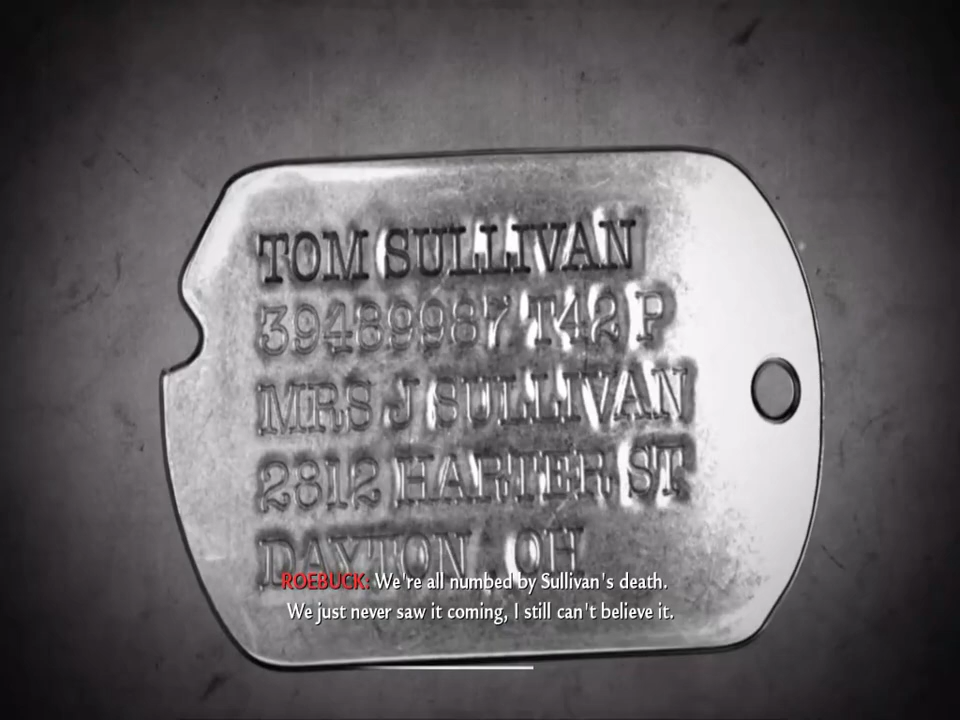 TOM SULLIVAN
39489987 T42 P
MRS J SULLIVAN
2812 HARTER ST
DAYTON , OH
ROEBUCK: We're all numbed by Sullivan's death.
We just never saw it coming, I still can't believe it.